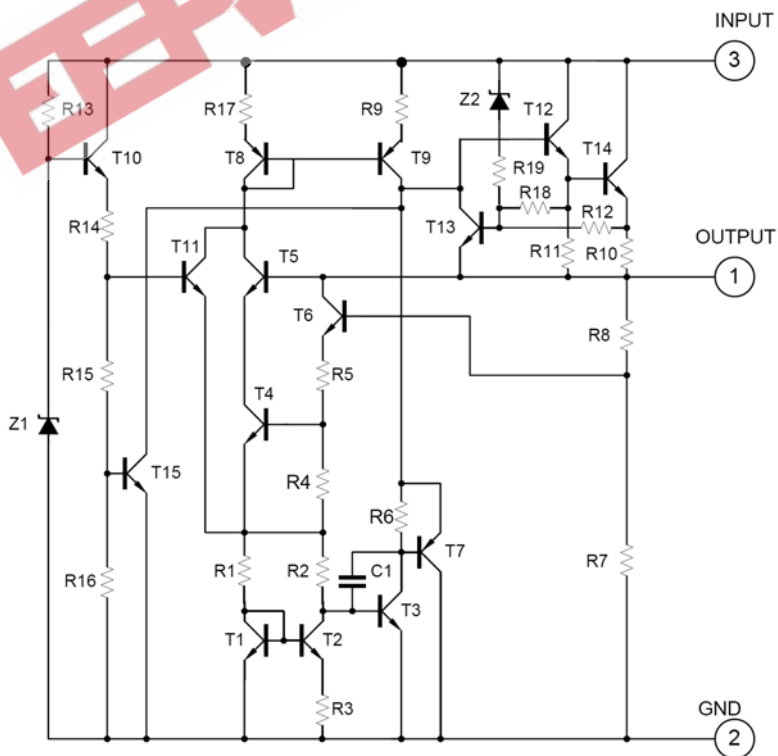 INPUT
3
R13
R17
R9
Z2
T12
T10
T8
T9
T14
R19
R18
R12
R14
T13
T11
T5
R11
R10
OUTPUT
1
T6
R8
R15
R5
Z1
T4
T15
R4
R6
T7
R16
R1
R2
C1
R7
T3
T1
T2
R3
GND
2